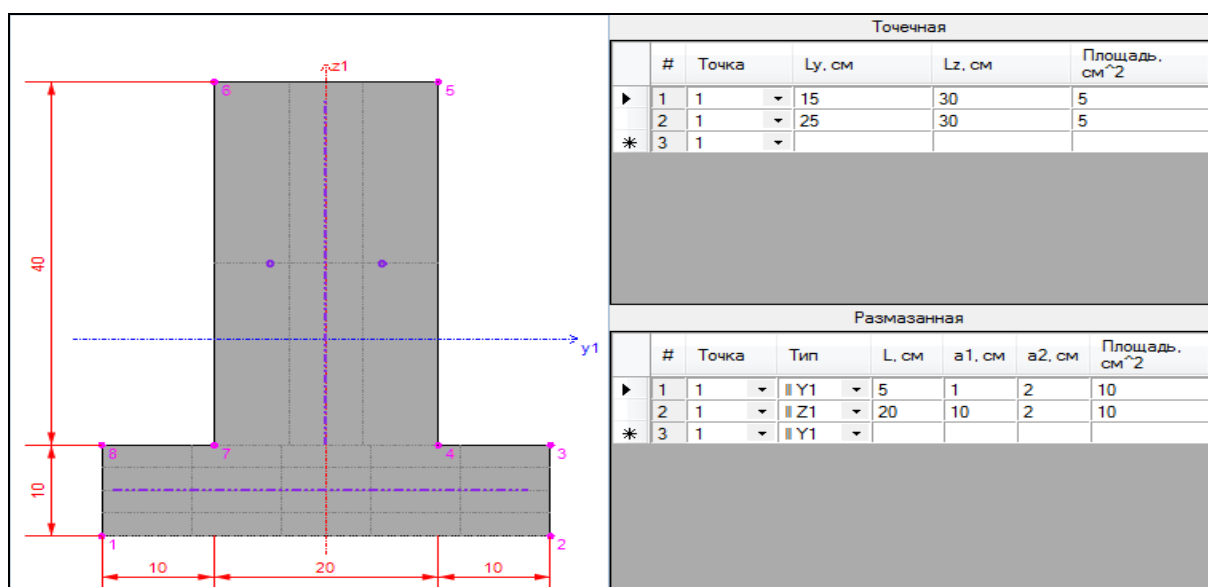 z1
6
5
40
y1
8
7
4
3
10
1
2
10
20
10
Точечная
# Точка Ly, см Lz, см Площадь, см^2
1 1 15 30 5
2 1 25 30 5
3 1
Размазанная
# Точка Тип L, см a1, см a2, см Площадь, см^2
1 1 || Y1 5 1 2 10
2 1 || Z1 20 10 2 10
3 1 || Y1